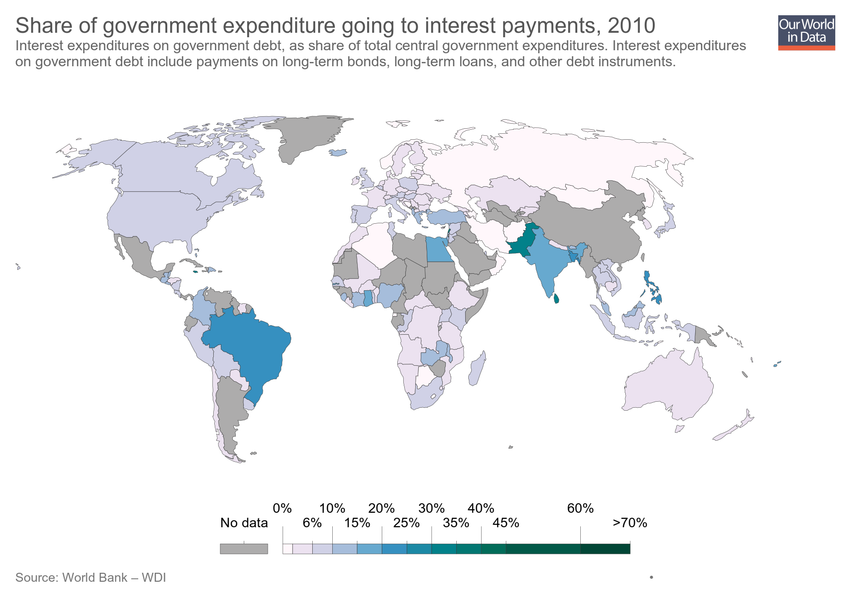 Share of government expenditure going to interest payments, 2010
Our World
in Data
Interest expenditures on government debt, as share of total central government expenditures. Interest expenditures
on government debt include payments on long-term bonds, long-term loans, and other debt instruments.
0% 10% 20% 30% 40% 60%
No data 6% 15% 25% 35% 45% >70%
Source: World Bank – WDI